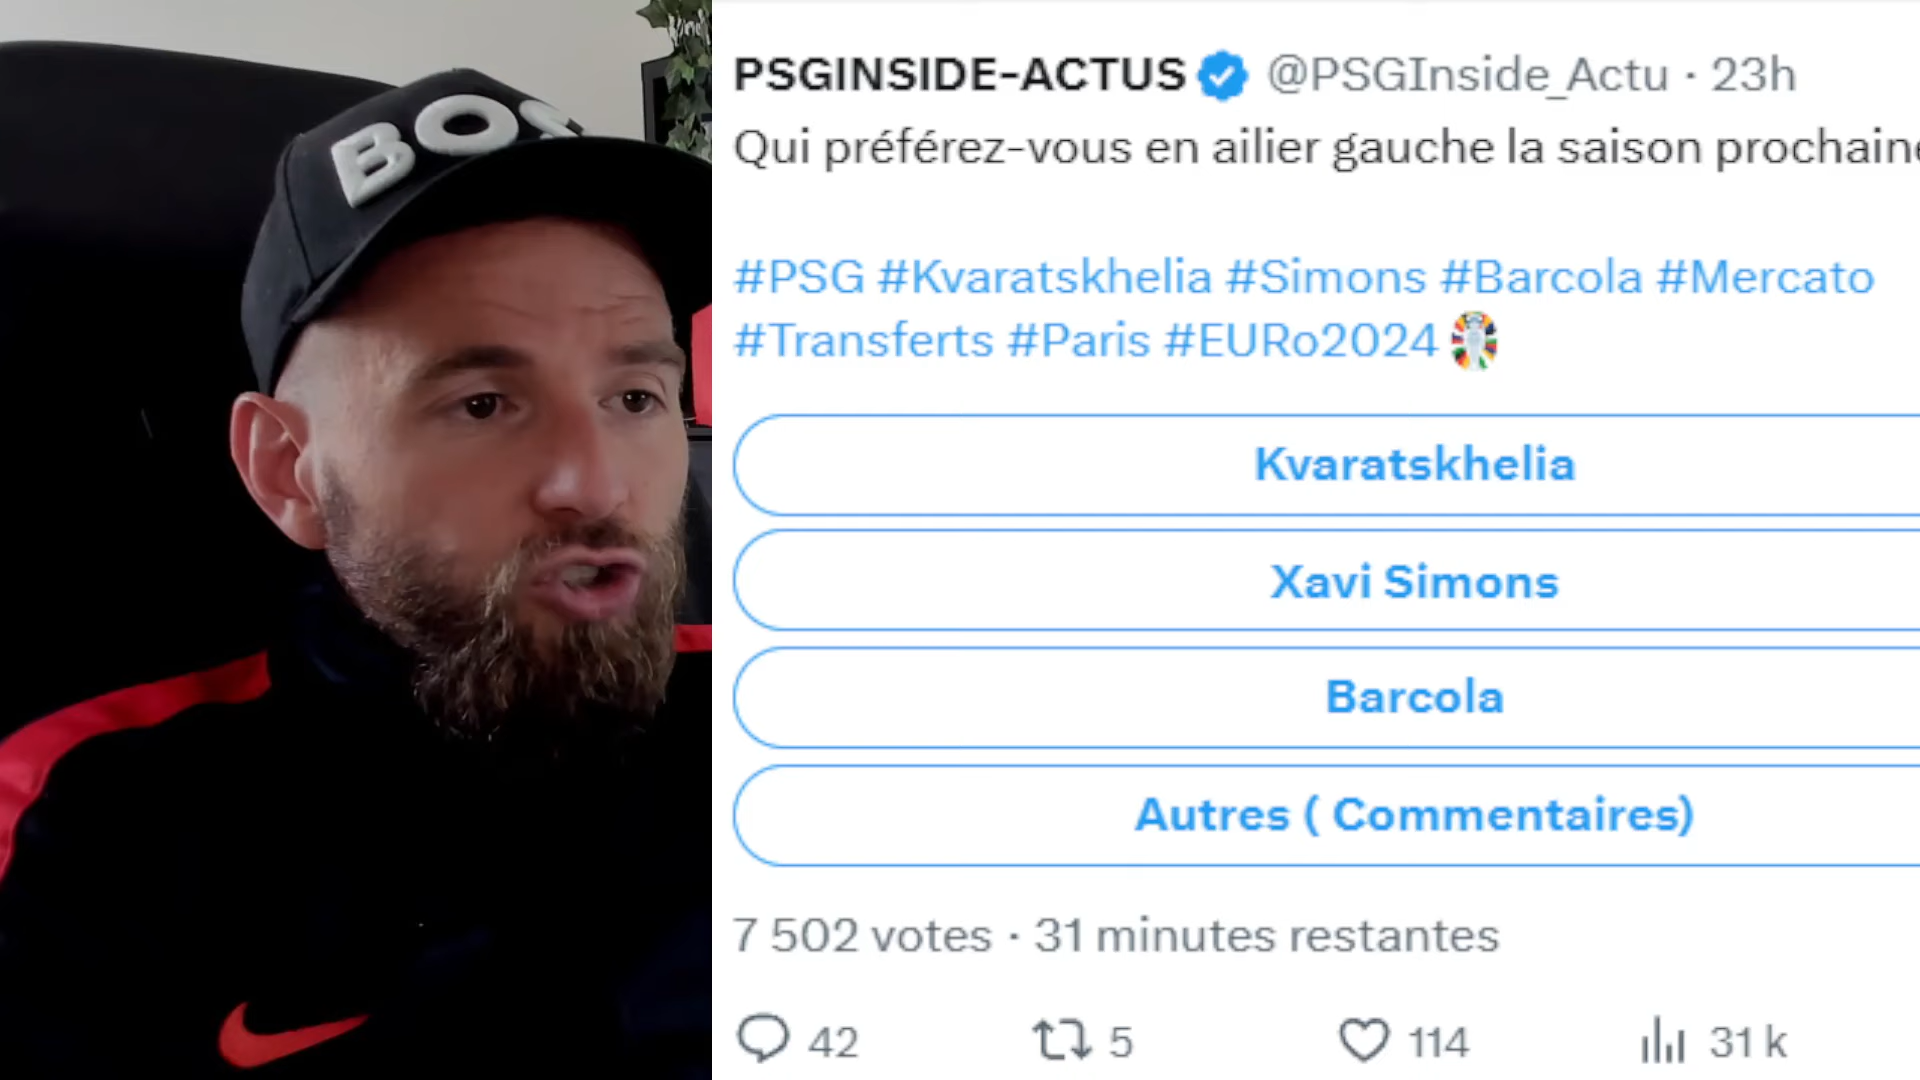 BOS
PSGINSIDE-ACTUS @PSGInside_Actu · 23h
Qui préférez-vous en ailier gauche la saison prochaine
#PSG #Kvaratskhelia #Simons #Barcola #Mercato
#Transferts #Paris #EURo2024
Kvaratskhelia
Xavi Simons
Barcola
Autres ( Commentaires)
7 502 votes · 31 minutes restantes
42 5 114 31 k